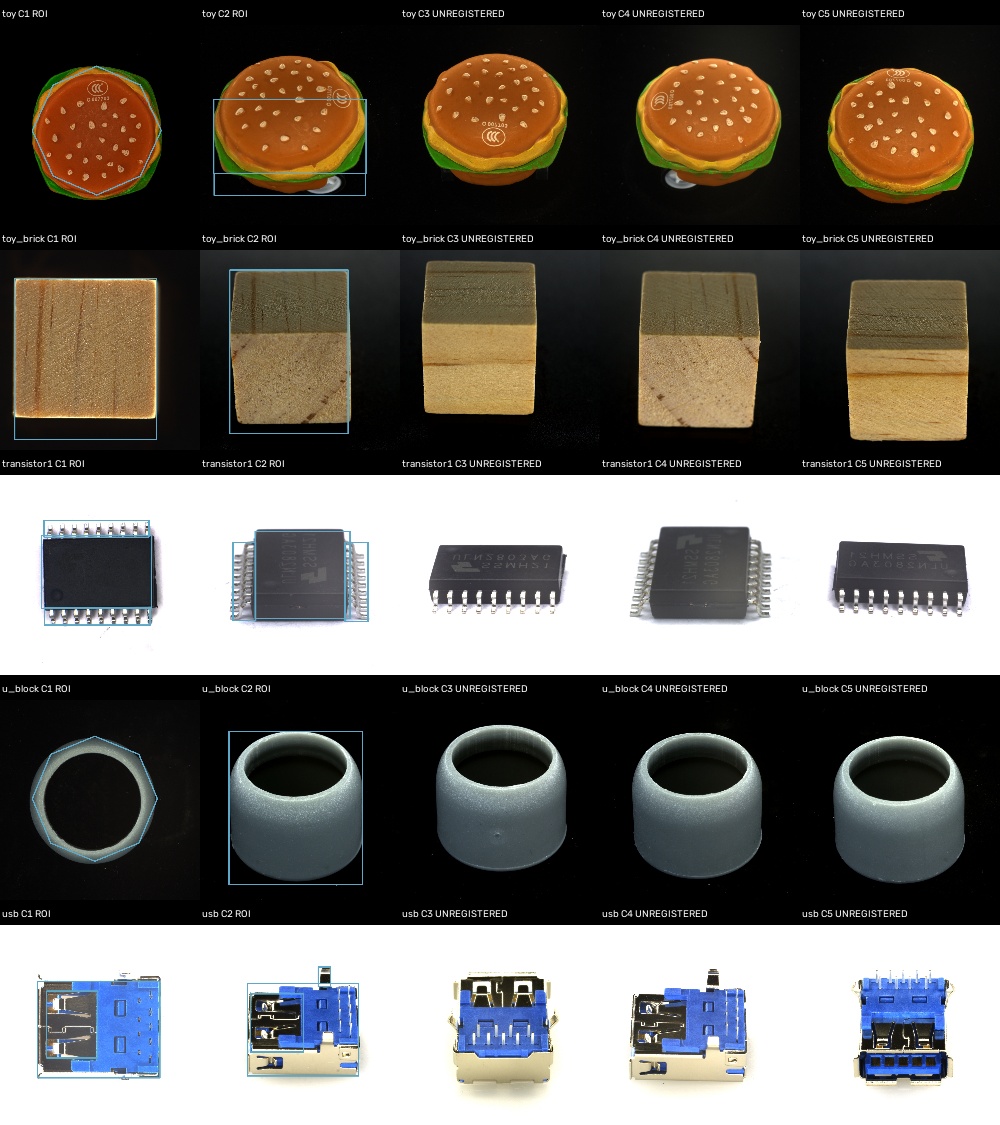 toy C1 ROI
toy C2 ROI
toy C3 UNREGISTERED
toy C4 UNREGISTERED
toy C5 UNREGISTERED
toy_brick C1 ROI
toy_brick C2 ROI
toy_brick C3 UNREGISTERED
toy_brick C4 UNREGISTERED
toy_brick C5 UNREGISTERED
transistor1 C1 ROI
transistor1 C2 ROI
transistor1 C3 UNREGISTERED
transistor1 C4 UNREGISTERED
transistor1 C5 UNREGISTERED
u_block C1 ROI
u_block C2 ROI
u_block C3 UNREGISTERED
u_block C4 UNREGISTERED
u_block C5 UNREGISTERED
usb C1 ROI
usb C2 ROI
usb C3 UNREGISTERED
usb C4 UNREGISTERED
usb C5 UNREGISTERED